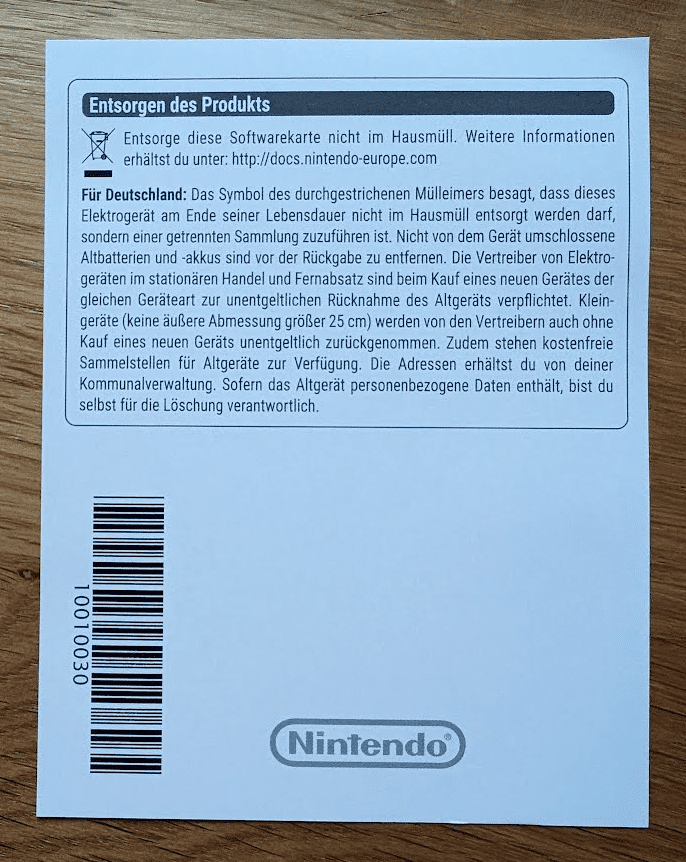 Entsorgen des Produkts
Entsorge diese Softwarekarte nicht im Hausmüll. Weitere Informationen
erhältst du unter: http://docs.nintendo-europe.com
Für Deutschland: Das Symbol des durchgestrichenen Mülleimers besagt, dass dieses
Elektrogerät am Ende seiner Lebensdauer nicht im Hausmüll entsorgt werden darf,
sondern einer getrennten Sammlung zuzuführen ist. Nicht von dem Gerät umschlossene
Altbatterien und -akkus sind vor der Rückgabe zu entfernen. Die Vertreiber von Elektro-
geräten im stationären Handel und Fernabsatz sind beim Kauf eines neuen Gerätes der
gleichen Geräteart zur unentgeltlichen Rücknahme des Altgeräts verpflichtet. Klein-
geräte (keine äußere Abmessung größer 25 cm) werden von den Vertreibern auch ohne
Kauf eines neuen Geräts unentgeltlich zurückgenommen. Zudem stehen kostenfreie
Sammelstellen für Altgeräte zur Verfügung. Die Adressen erhältst du von deiner
Kommunalverwaltung. Sofern das Altgerät personenbezogene Daten enthält, bist du
selbst für die Löschung verantwortlich.
10010030
Nintendo®